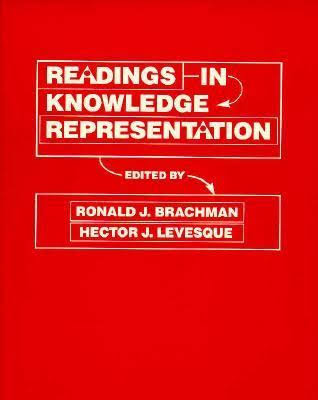 READINGS IN
KNOWLEDGE
REPRESENTATION
EDITED BY
RONALD J. BRACHMAN
HECTOR J. LEVESQUE